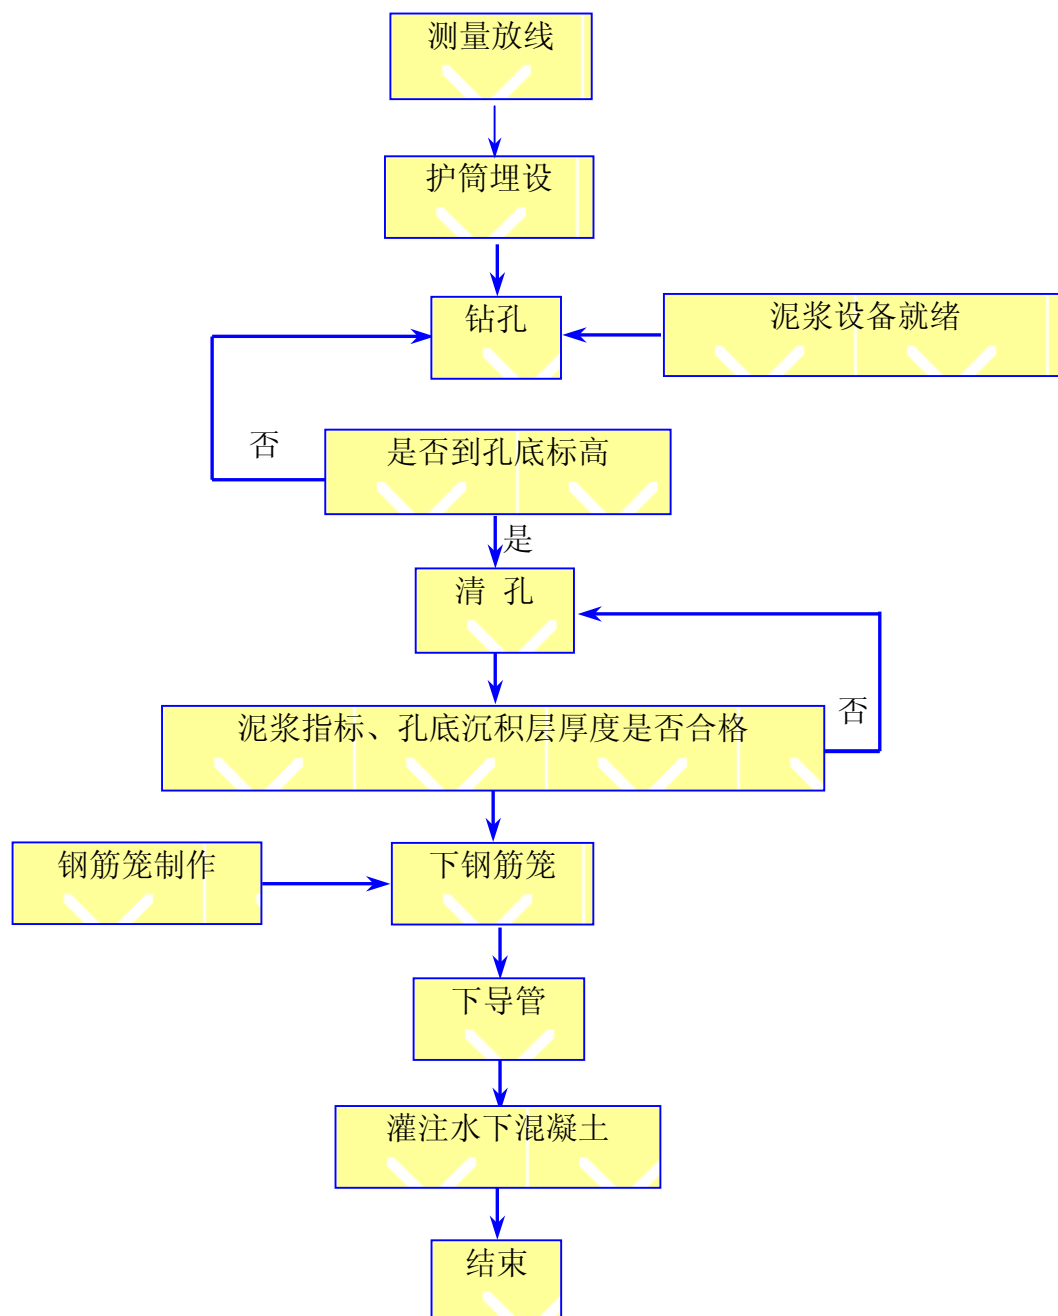 测量放线
护筒埋设
钻孔
泥浆设备就绪
否
是否到孔底标高
是
清 孔
否
泥浆指标、孔底沉积层厚度是否合格
钢筋笼制作
下钢筋笼
下导管
灌注水下混凝土
结束